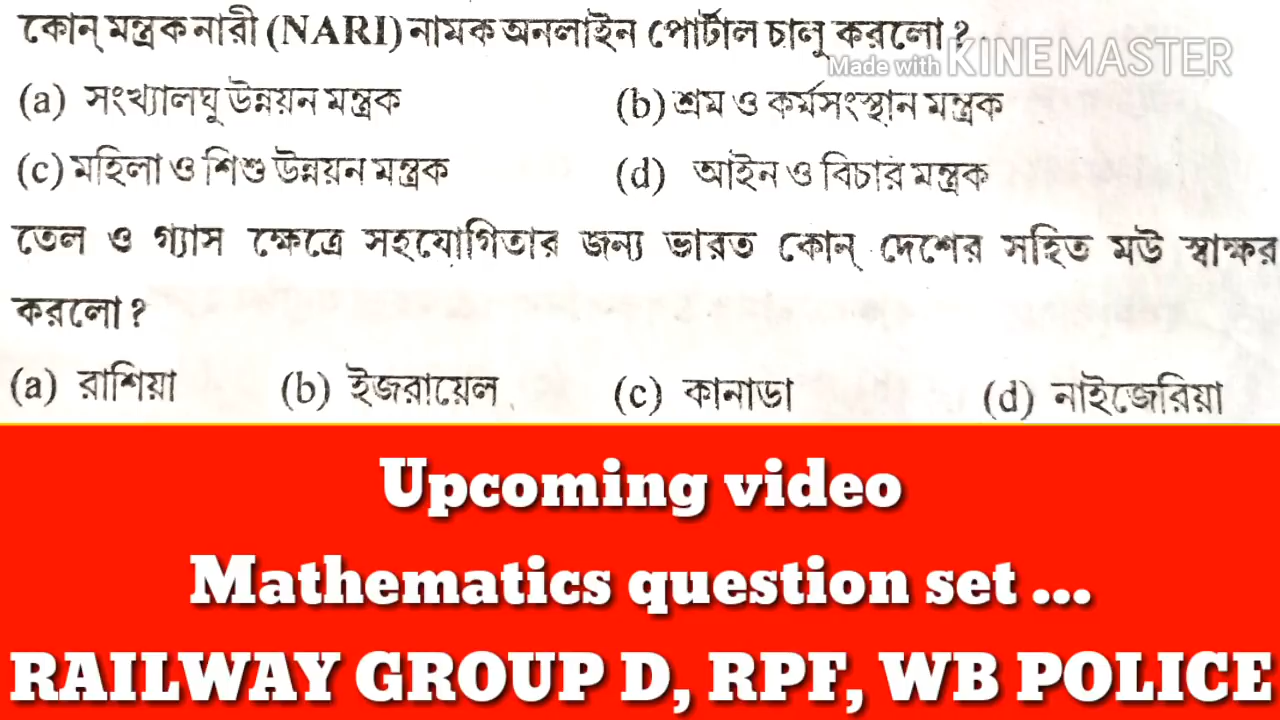 কোন্ মন্ত্রক নারী (NARI) নামক অনলাইন পোর্টাল চালু করলো ?
Made with KINEMASTER
(a) সংখ্যালঘু উন্নয়ন মন্ত্রক (b) শ্রম ও কর্মসংস্থান মন্ত্রক
(c) মহিলা ও শিশু উন্নয়ন মন্ত্রক (d) আইন ও বিচার মন্ত্রক
তেল ও গ্যাস ক্ষেত্রে সহযোগিতার জন্য ভারত কোন্ দেশের সহিত মউ স্বাক্ষর
করলো ?
(a) রাশিয়া (b) ইজরায়েল (c) কানাডা (d) নাইজেরিয়া
Upcoming video
Mathematics question set ...
RAILWAY GROUP D, RPF, WB POLICE